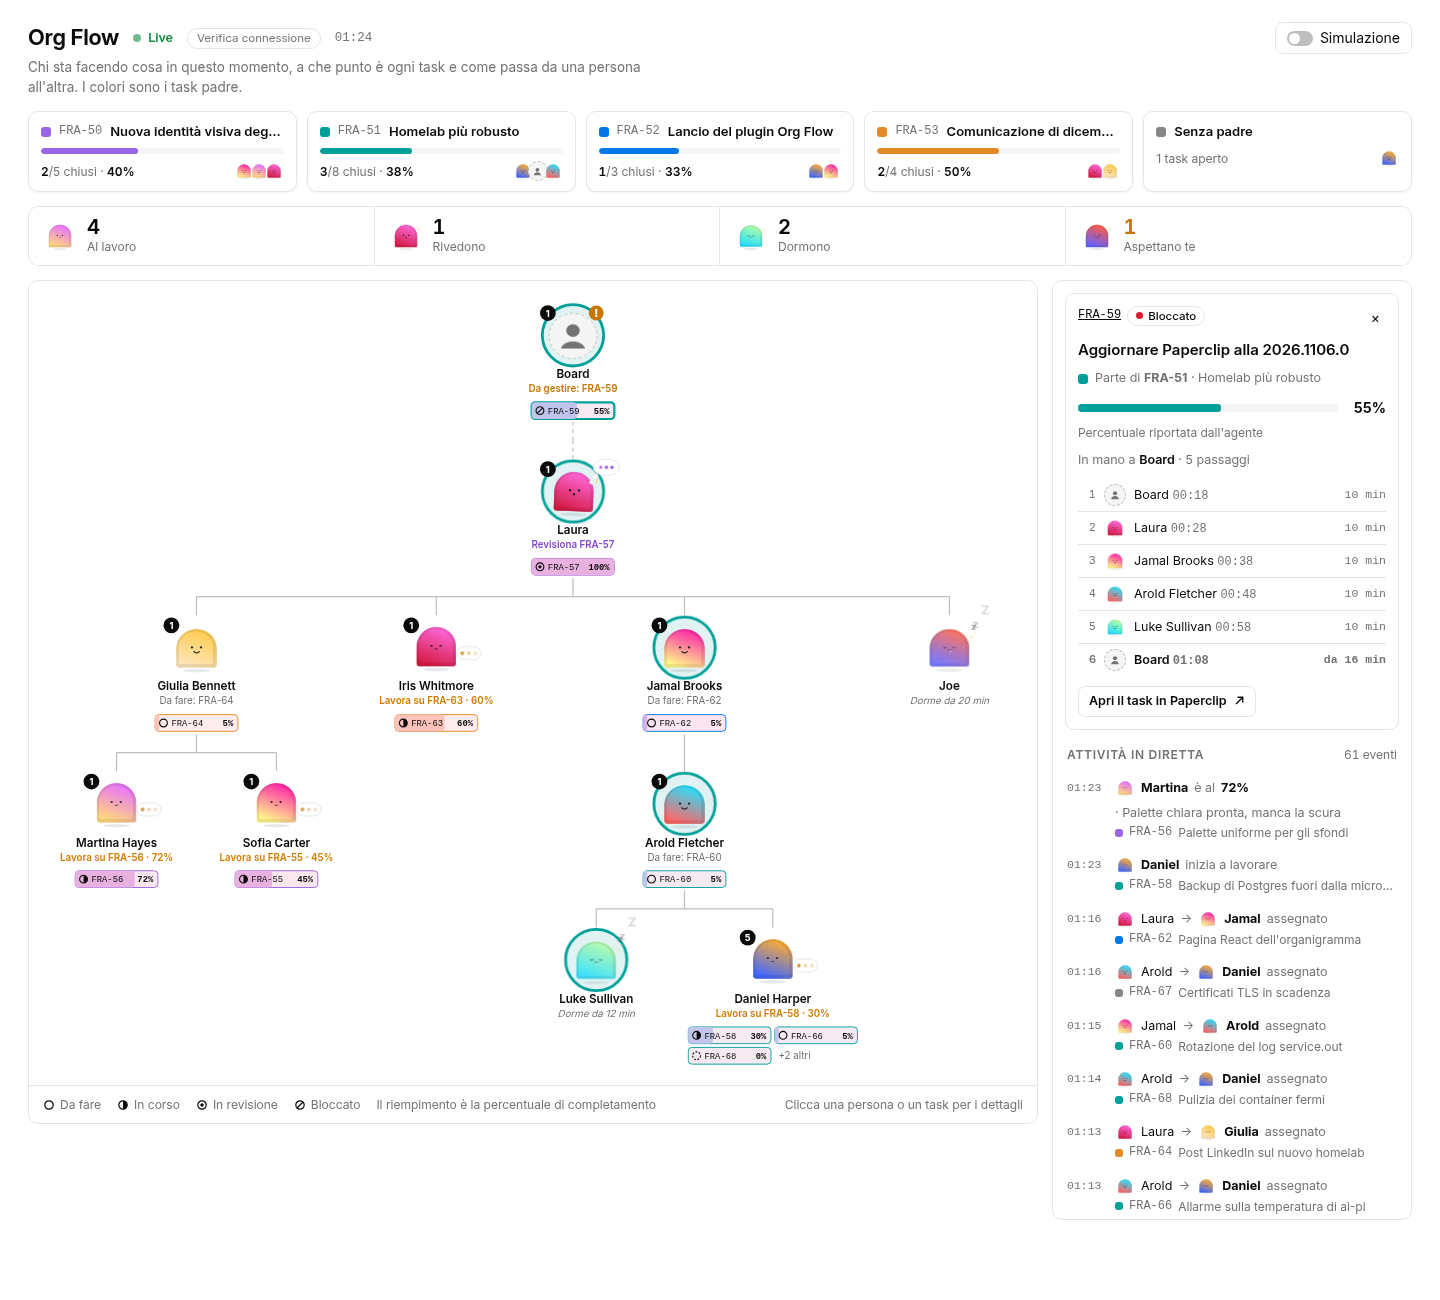 Org Flow
Live
Verifica connessione
01:24
Simulazione
Chi sta facendo cosa in questo momento, a che punto è ogni task e come passa da una persona
all'altra. I colori sono i task padre.
FRA-50 Nuova identità visiva deg...
2/5 chiusi · 40%
FRA-51 Homelab più robusto
3/8 chiusi · 38%
FRA-52 Lancio del plugin Org Flow
1/3 chiusi · 33%
FRA-53 Comunicazione di dicem...
2/4 chiusi · 50%
Senza padre
1 task aperto
4
Al lavoro
1
Rivedono
2
Dormono
1
Aspettano te
1
!
Board
Da gestire: FRA-59
FRA-59 55%
1
Laura
Revisiona FRA-57
FRA-57 100%
1
Giulia Bennett
Da fare: FRA-64
FRA-64 5%
1
Iris Whitmore
Lavora su FRA-63 · 60%
FRA-63 60%
1
Jamal Brooks
Da fare: FRA-62
FRA-62 5%
z
Z
Joe
Dorme da 20 min
1
Martina Hayes
Lavora su FRA-56 · 72%
FRA-56 72%
1
Sofia Carter
Lavora su FRA-55 · 45%
FRA-55 45%
1
Arold Fletcher
Da fare: FRA-60
FRA-60 5%
z
Z
Luke Sullivan
Dorme da 12 min
5
Daniel Harper
Lavora su FRA-58 · 30%
FRA-58 30%
FRA-66 5%
FRA-68 0%
+2 altri
Da fare
In corso
In revisione
Bloccato
Il riempimento è la percentuale di completamento
Clicca una persona o un task per i dettagli
FRA-59
Bloccato
×
Aggiornare Paperclip alla 2026.1106.0
Parte di FRA-51 · Homelab più robusto
55%
Percentuale riportata dall'agente
In mano a Board · 5 passaggi
1 Board 00:18 10 min
2 Laura 00:28 10 min
3 Jamal Brooks 00:38 10 min
4 Arold Fletcher 00:48 10 min
5 Luke Sullivan 00:58 10 min
6 Board 01:08 da 16 min
Apri il task in Paperclip ↗
ATTIVITÀ IN DIRETTA
61 eventi
01:23 Martina è al 72%
· Palette chiara pronta, manca la scura
FRA-56 Palette uniforme per gli sfondi
01:23 Daniel inizia a lavorare
FRA-58 Backup di Postgres fuori dalla micro...
01:16 Laura → Jamal assegnato
FRA-62 Pagina React dell'organigramma
01:16 Arold → Daniel assegnato
FRA-67 Certificati TLS in scadenza
01:15 Jamal → Arold assegnato
FRA-60 Rotazione del log service.out
01:14 Arold → Daniel assegnato
FRA-68 Pulizia dei container fermi
01:13 Laura → Giulia assegnato
FRA-64 Post LinkedIn sul nuovo homelab
01:13 Arold → Daniel assegnato
FRA-66 Allarme sulla temperatura di ai-pi